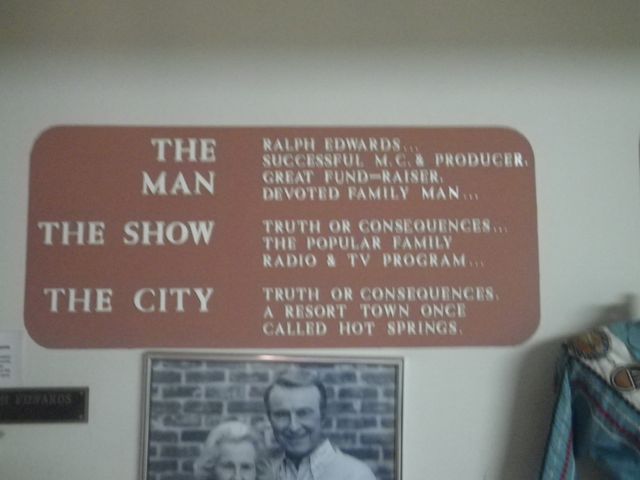 THE MAN
RALPH EDWARDS...
SUCCESSFUL M.C. & PRODUCER.
GREAT FUND-RAISER.
DEVOTED FAMILY MAN...
THE SHOW
TRUTH OR CONSEQUENCES...
THE POPULAR FAMILY
RADIO & TV PROGRAM...
THE CITY
TRUTH OR CONSEQUENCES.
A RESORT TOWN ONCE
CALLED HOT SPRINGS.
EDWARDS